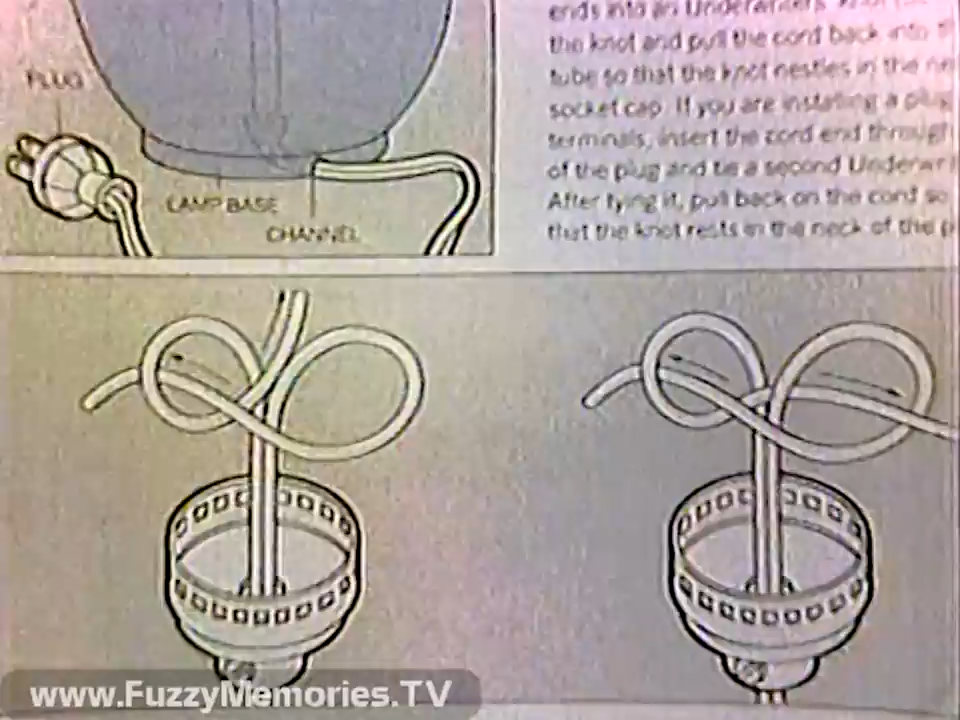 ends into an Underwriters' knot
the knot and pull the cord back into
tube so that the knot nestles in the
socket cap. If you are installing a plug
terminals, insert the cord end through
of the plug and tie a second
After tying it, pull back on the cord so
that the knot rests in the neck of the
PLUG
LAMP BASE
CHANNEL
www.FuzzyMemories.TV